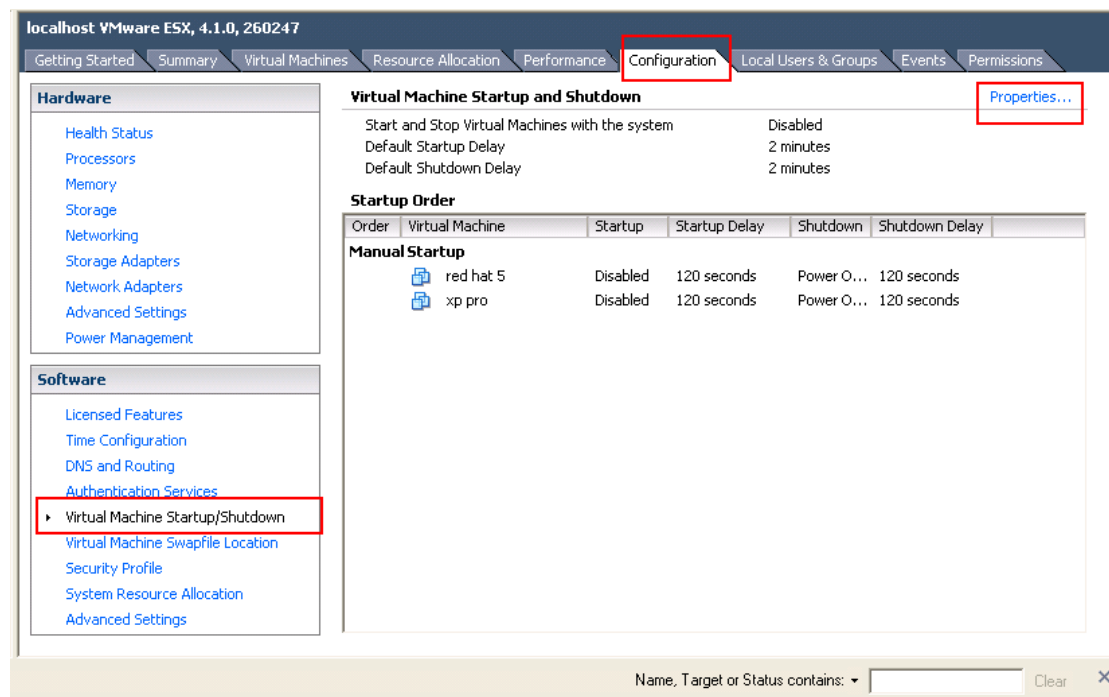 localhost VMware ESX, 4.1.0, 260247
Getting Started Summary Virtual Machines Resource Allocation Performance Configuration Local Users & Groups Events Permissions
Hardware
Health Status
Processors
Memory
Storage
Networking
Storage Adapters
Network Adapters
Advanced Settings
Power Management
Software
Licensed Features
Time Configuration
DNS and Routing
Authentication Services
Virtual Machine Startup/Shutdown
Virtual Machine Swapfile Location
Security Profile
System Resource Allocation
Advanced Settings
Virtual Machine Startup and Shutdown Properties...
Start and Stop Virtual Machines with the system Disabled
Default Startup Delay 2 minutes
Default Shutdown Delay 2 minutes
Startup Order
Order Virtual Machine Startup Startup Delay Shutdown Shutdown Delay
Manual Startup
red hat 5 Disabled 120 seconds Power O... 120 seconds
xp pro Disabled 120 seconds Power O... 120 seconds
Name, Target or Status contains: Clear